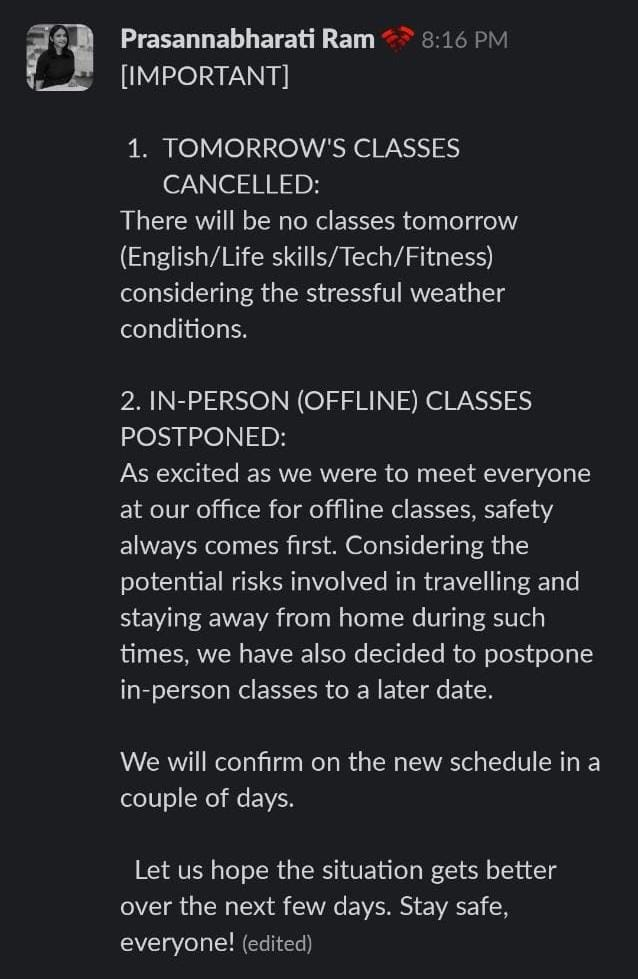 Prasannabharati Ram 8:16 PM
[IMPORTANT]
1. TOMORROW'S CLASSES
CANCELLED:
There will be no classes tomorrow
(English/Life skills/Tech/Fitness)
considering the stressful weather
conditions.
2. IN-PERSON (OFFLINE) CLASSES
POSTPONED:
As excited as we were to meet everyone
at our office for offline classes, safety
always comes first. Considering the
potential risks involved in travelling and
staying away from home during such
times, we have also decided to postpone
in-person classes to a later date.
We will confirm on the new schedule in a
couple of days.
Let us hope the situation gets better
over the next few days. Stay safe,
everyone! (edited)